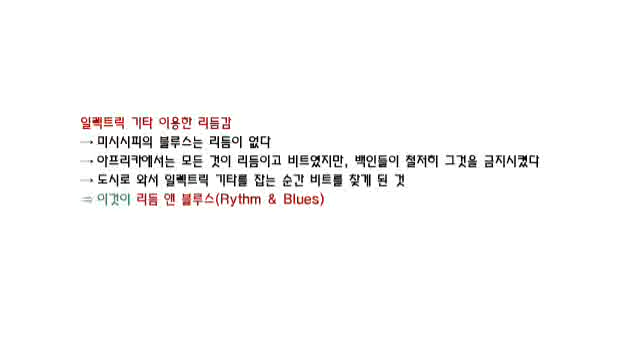 일렉트릭 기타 이용한 리듬감
→ 미시시피의 블루스는 리듬이 없다
→ 아프리카에서는 모든 것이 리듬이고 비트였지만, 백인들이 철저히 그것을 금지시켰다
→ 도시로 와서 일렉트릭 기타를 잡는 순간 비트를 찾게 된 것
⇒ 이것이 리듬 앤 블루스(Rythm & Blues)